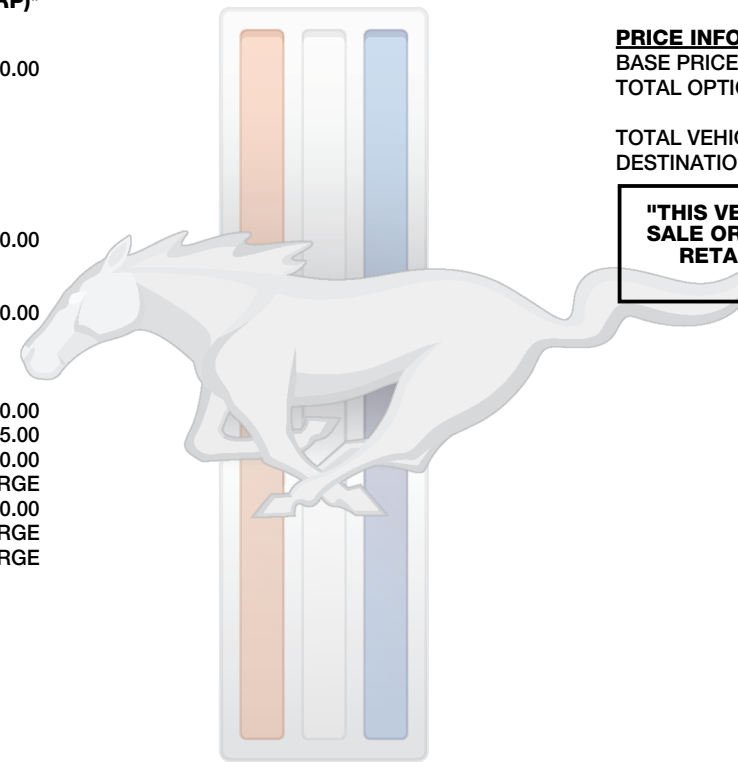 RP)*
0.00
0.00
0.00
0.00
5.00
0.00
RGE
0.00
RGE
RGE
PRICE INFO
BASE PRICE
TOTAL OPTIO
TOTAL VEHIC
DESTINATIO
"THIS VE
SALE OR
RETA